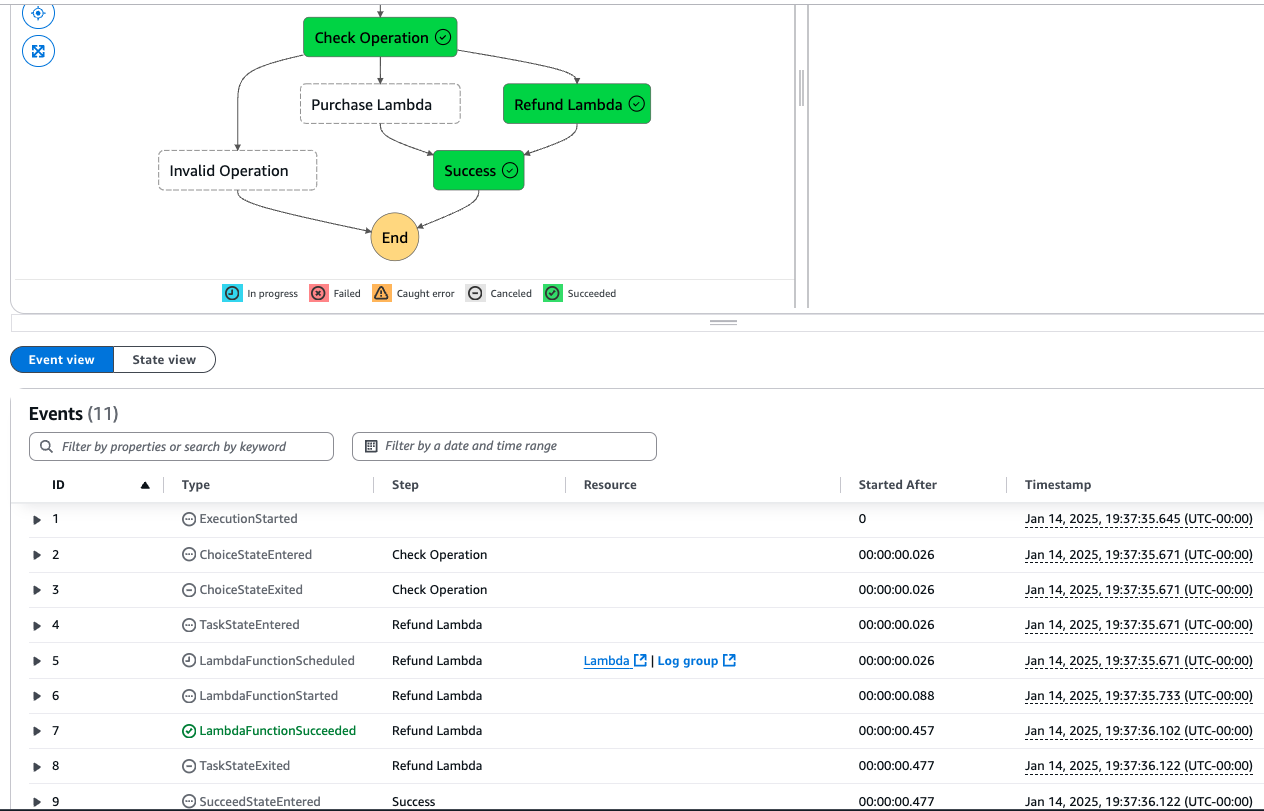 Check Operation
Purchase Lambda
Refund Lambda
Invalid Operation
Success
End
In progress Failed Caught error Canceled Succeeded
Event view State view
Events (11)
Filter by properties or search by keyword Filter by a date and time range
ID Type Step Resource Started After Timestamp
1 ExecutionStarted 0 Jan 14, 2025, 19:37:35.645 (UTC-00:00)
2 ChoiceStateEntered Check Operation 00:00:00.026 Jan 14, 2025, 19:37:35.671 (UTC-00:00)
3 ChoiceStateExited Check Operation 00:00:00.026 Jan 14, 2025, 19:37:35.671 (UTC-00:00)
4 TaskStateEntered Refund Lambda 00:00:00.026 Jan 14, 2025, 19:37:35.671 (UTC-00:00)
5 LambdaFunctionScheduled Refund Lambda Lambda | Log group 00:00:00.026 Jan 14, 2025, 19:37:35.671 (UTC-00:00)
6 LambdaFunctionStarted Refund Lambda 00:00:00.088 Jan 14, 2025, 19:37:35.733 (UTC-00:00)
7 LambdaFunctionSucceeded Refund Lambda 00:00:00.457 Jan 14, 2025, 19:37:36.102 (UTC-00:00)
8 TaskStateExited Refund Lambda 00:00:00.477 Jan 14, 2025, 19:37:36.122 (UTC-00:00)
9 SucceedStateEntered Success 00:00:00.477 Jan 14, 2025, 19:37:36.122 (UTC-00:00)